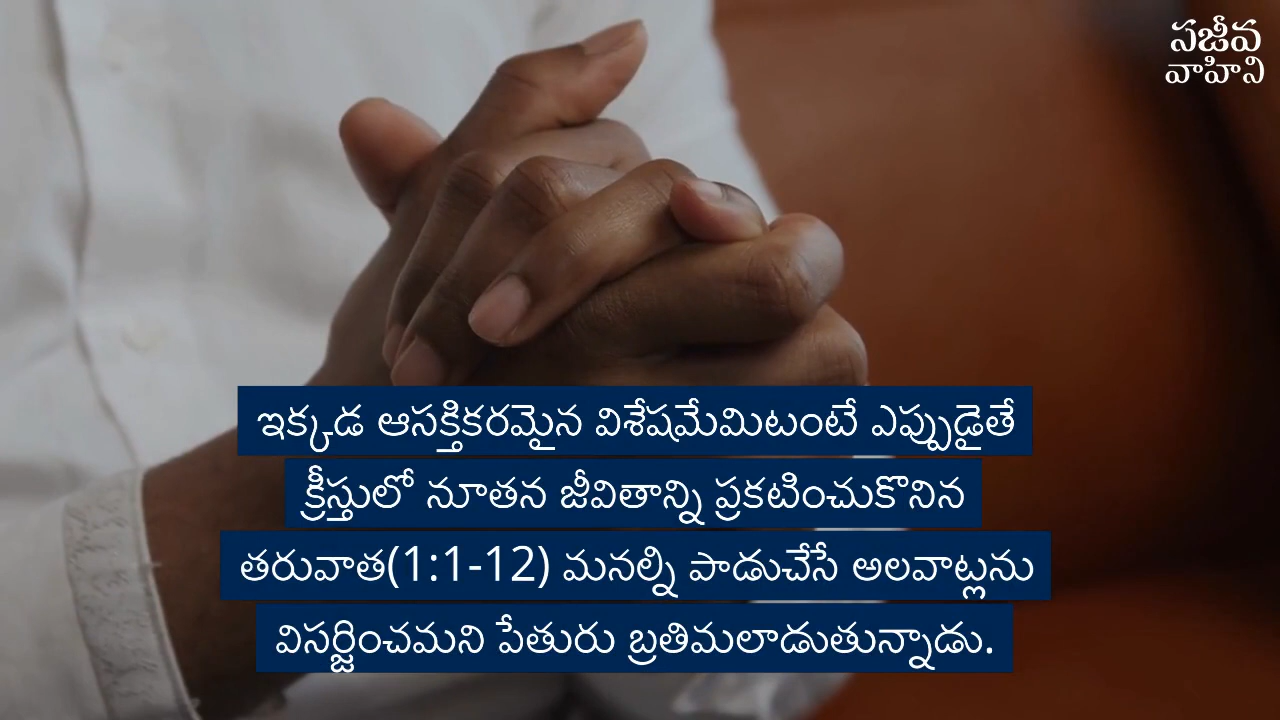 సజీవ
వాహిని
ఇక్కడ ఆసక్తికరమైన విశేషమేమిటంటే ఎప్పుడైతే
క్రీస్తులో నూతన జీవితాన్ని ప్రకటించుకొనిన
తరువాత(1:1-12) మనల్ని పాడుచేసే అలవాట్లను
విసర్జించమని పేతురు బ్రతిమలాడుతున్నాడు.